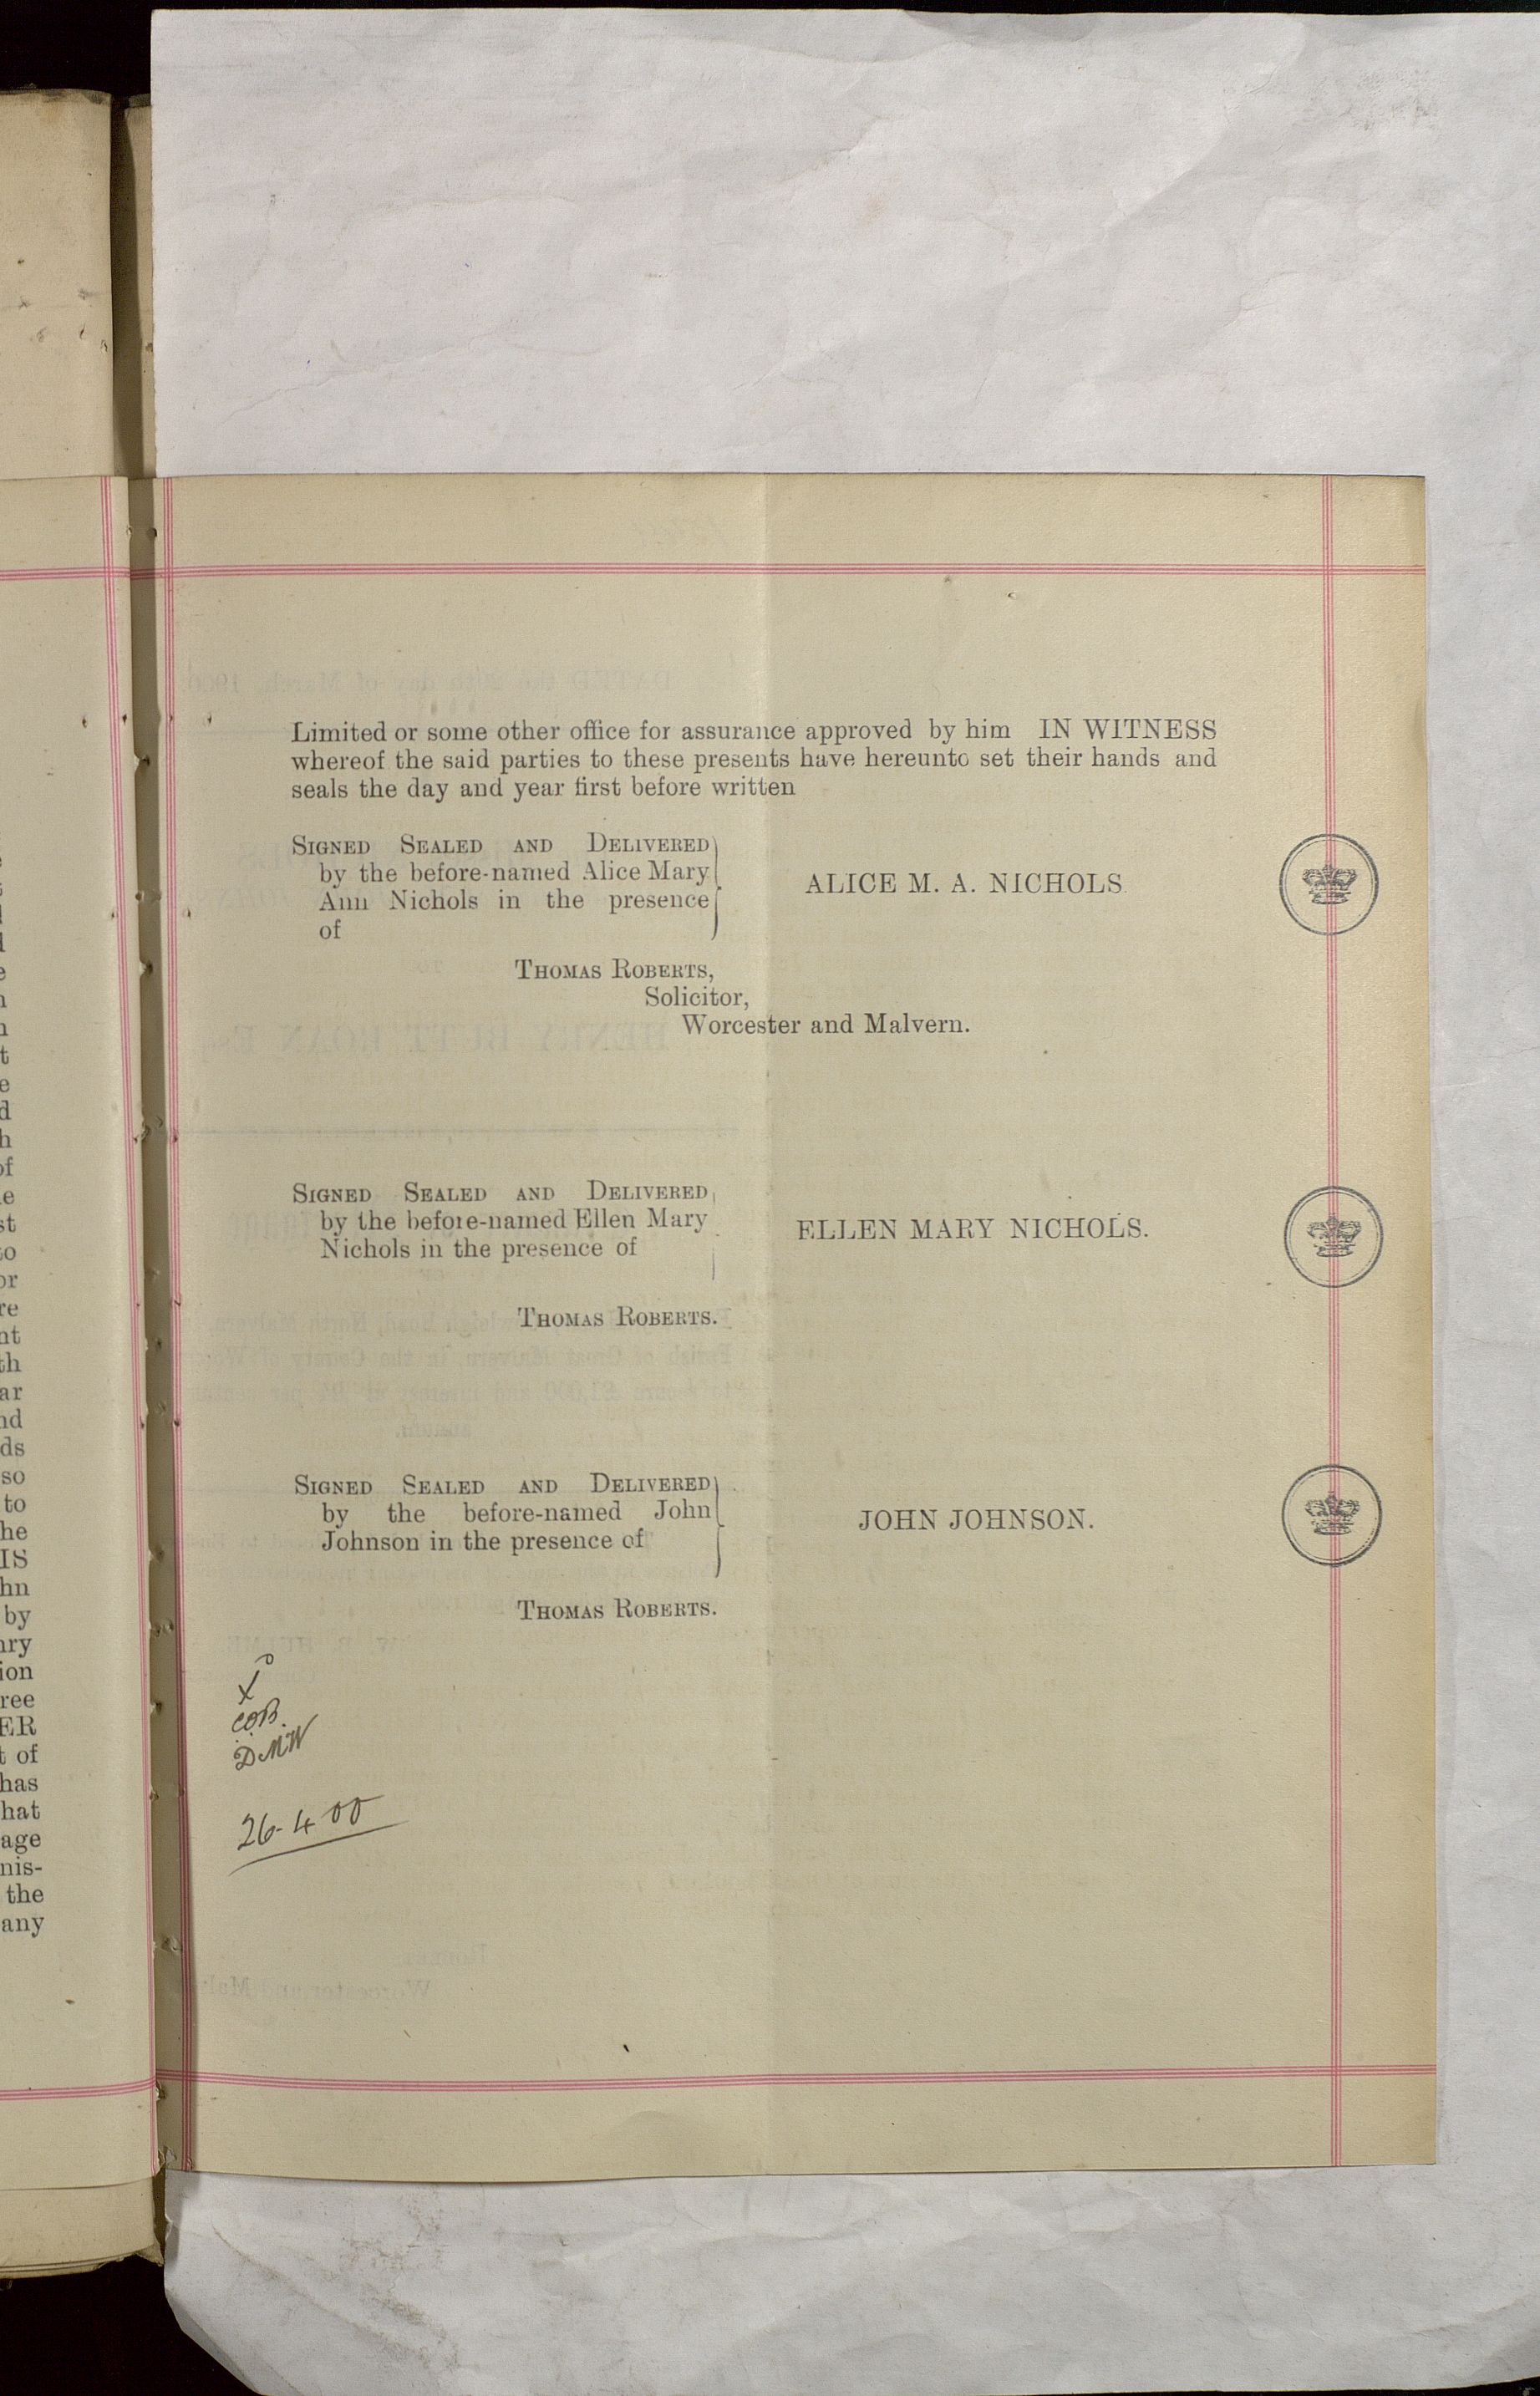 Limited or some other office for assurance approved by him IN WITNESS
whereof the said parties to these presents have hereunto set their hands and
seals the day and year first before written
SIGNED SEALED AND DELIVERED
by the before-named Alice Mary
Ann Nichols in the presence
of
ALICE M. A. NICHOLS.
THOMAS ROBERTS,
Solicitor,
Worcester and Malvern.
SIGNED SEALED AND DELIVERED
by the before-named Ellen Mary
Nichols in the presence of
ELLEN MARY NICHOLS.
THOMAS ROBERTS.
SIGNED SEALED AND DELIVERED
by the before-named John
Johnson in the presence of
JOHN JOHNSON.
THOMAS ROBERTS.
DMW
26-4 00